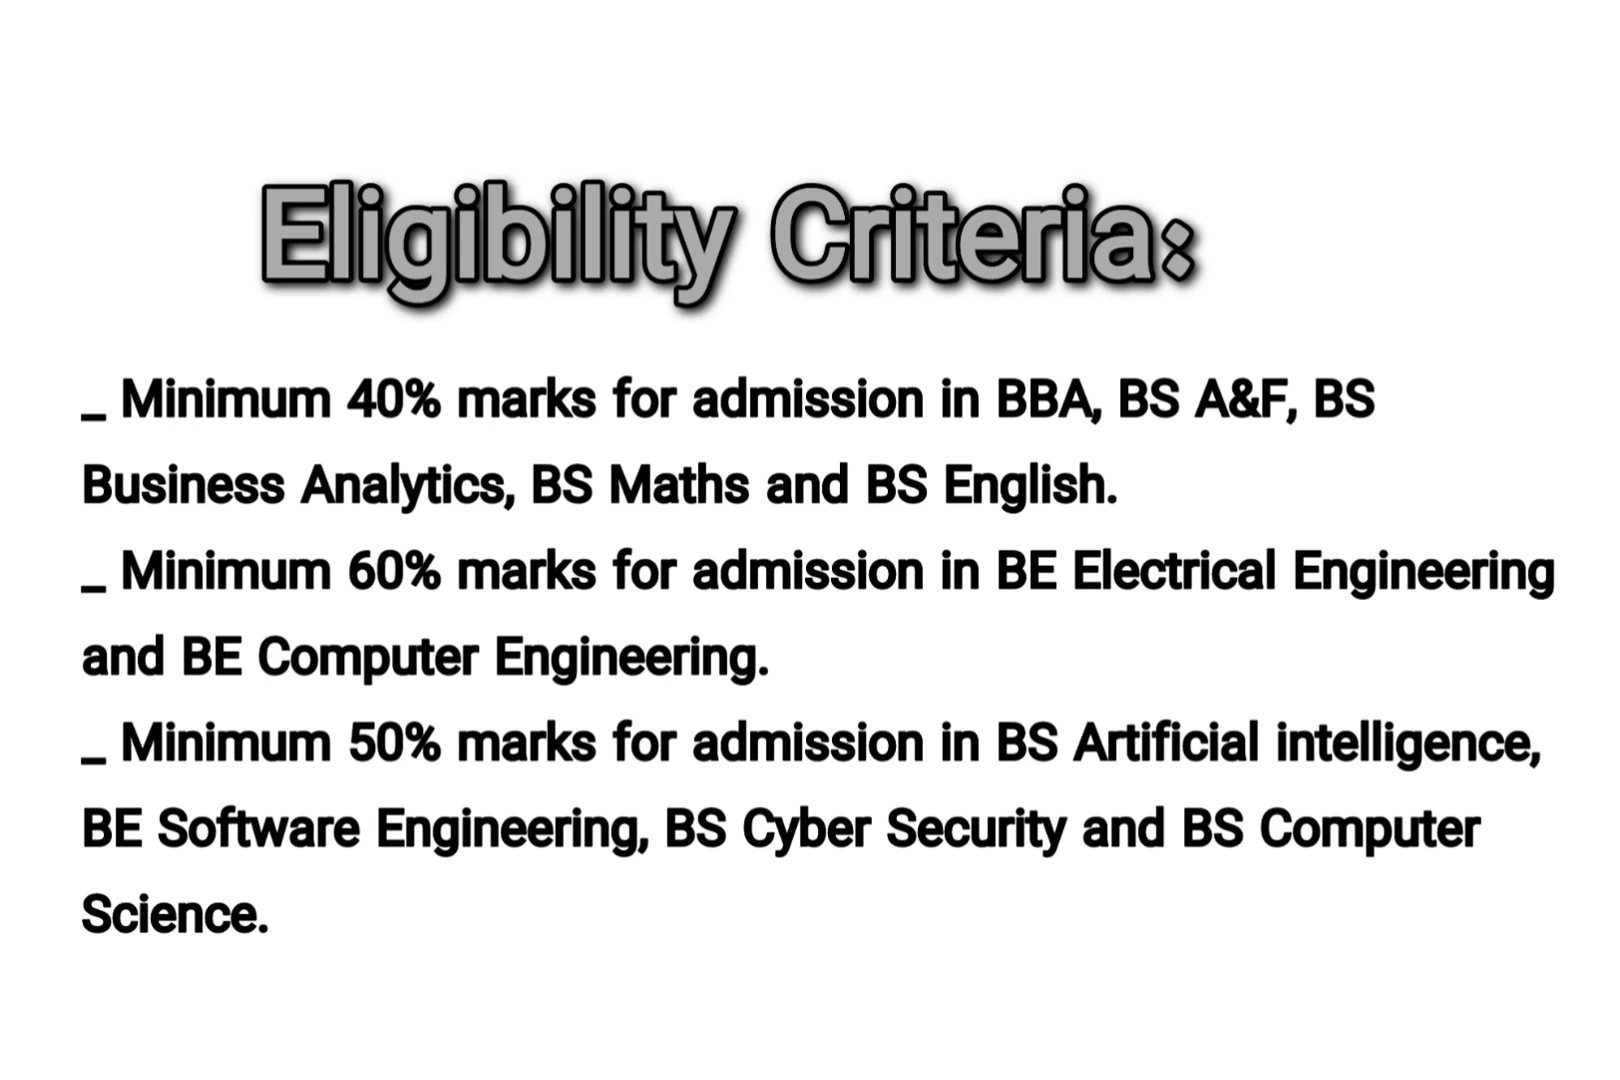 Eligibility Criteria:
_ Minimum 40% marks for admission in BBA, BS A&F, BS
Business Analytics, BS Maths and BS English.
_ Minimum 60% marks for admission in BE Electrical Engineering
and BE Computer Engineering.
_ Minimum 50% marks for admission in BS Artificial intelligence,
BE Software Engineering, BS Cyber Security and BS Computer
Science.